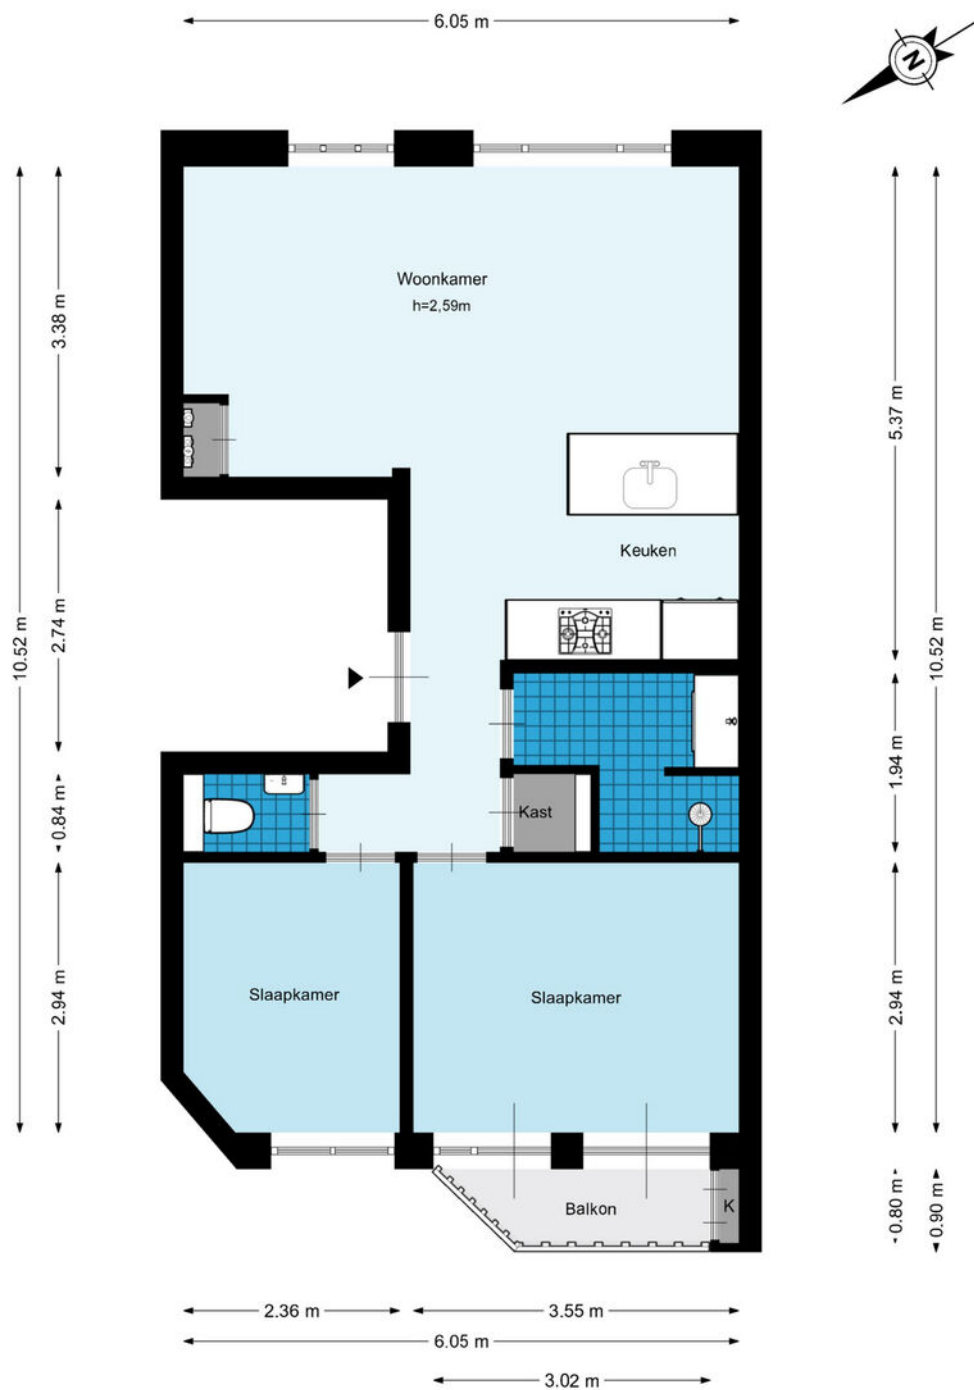 6.05 m
N
Woonkamer
h=2,59m
3.38 m
5.37 m
Keuken
10.52 m
2.74 m
10.52 m
1.94 m
0.84 m
Kast
2.94 m
Slaapkamer
Slaapkamer
2.94 m
Balkon
K
0.80 m
0.90 m
2.36 m
3.55 m
6.05 m
3.02 m